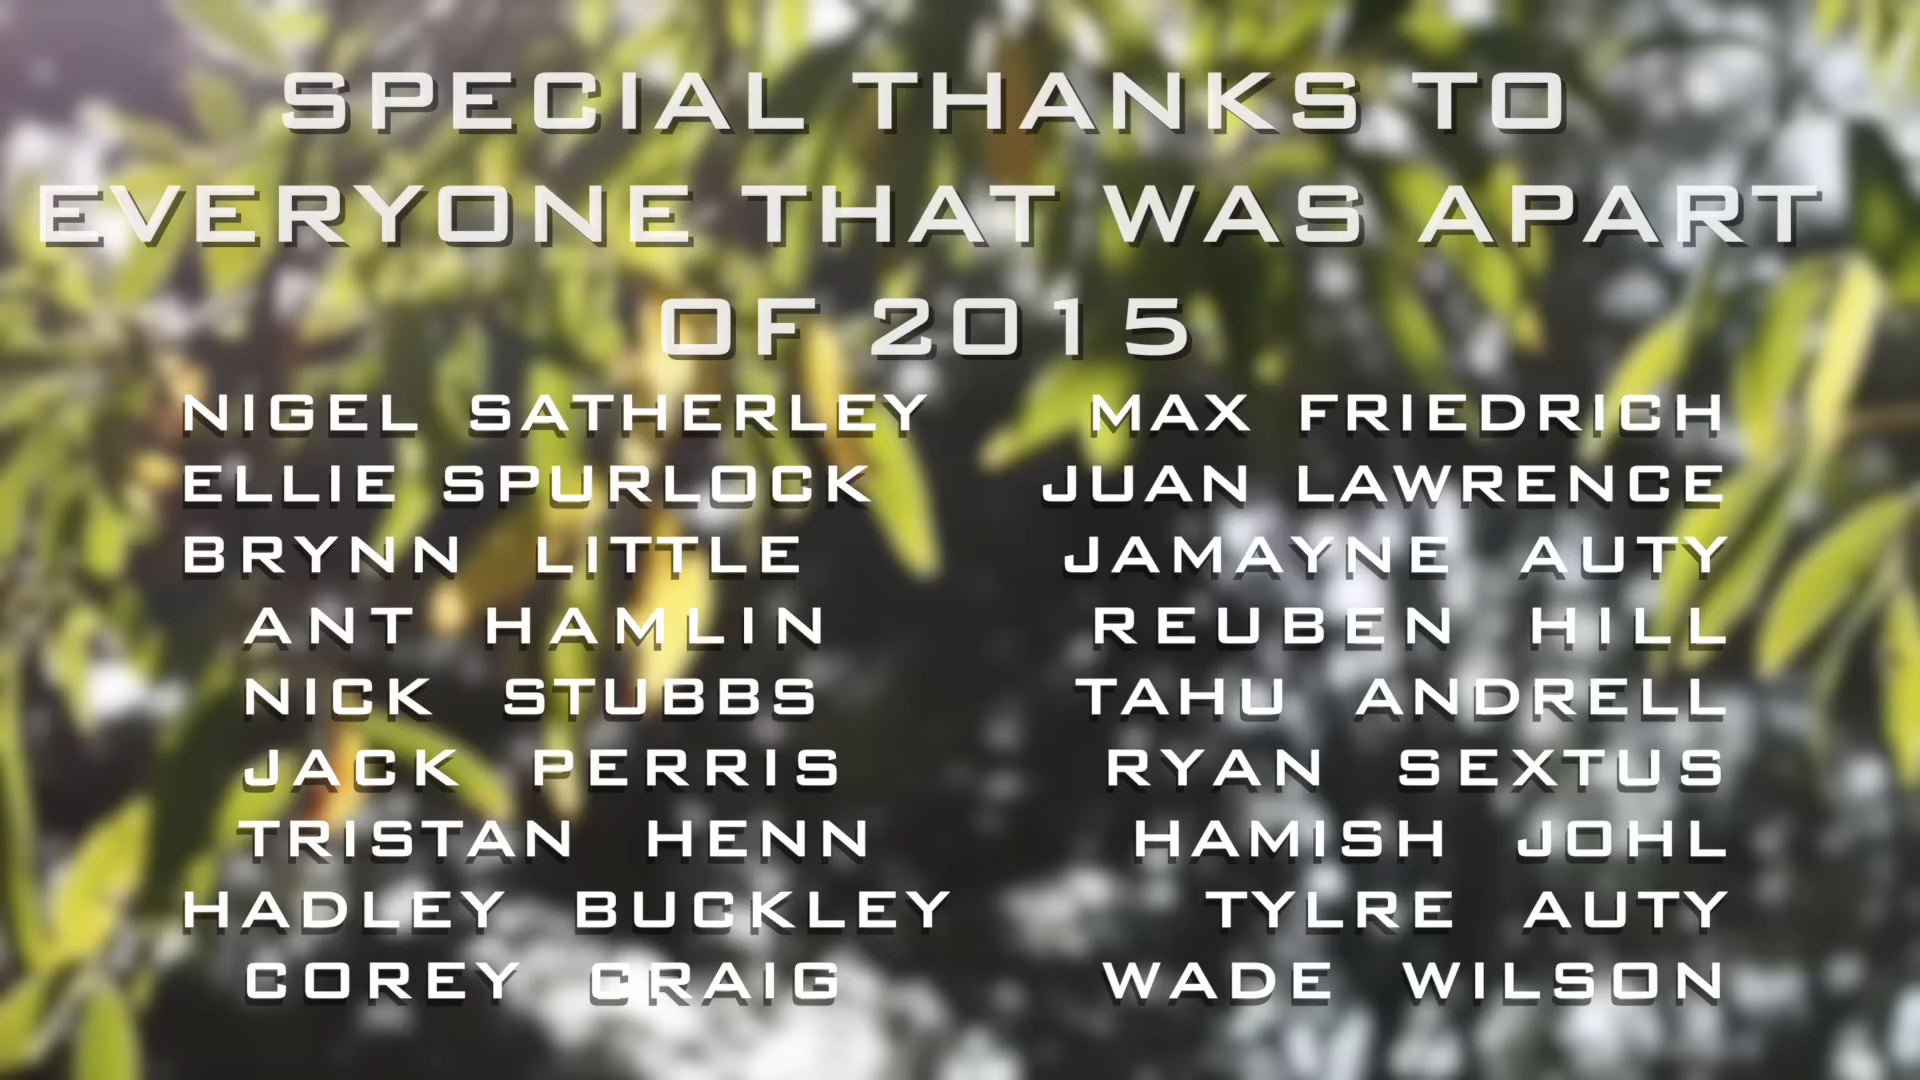 SPECIAL THANKS TO
EVERYONE THAT WAS APART
OF 2015
NIGEL SATHERLEY
ELLIE SPURLOCK
BRYNN LITTLE
ANT HAMLIN
NICK STUBBS
JACK PERRIS
TRISTAN HENN
HADLEY BUCKLEY
COREY CRAIG
MAX FRIEDRICH
JUAN LAWRENCE
JAMAYNE AUTY
REUBEN HILL
TAHU ANDRELL
RYAN SEXTUS
HAMISH JOHL
TYLRE AUTY
WADE WILSON